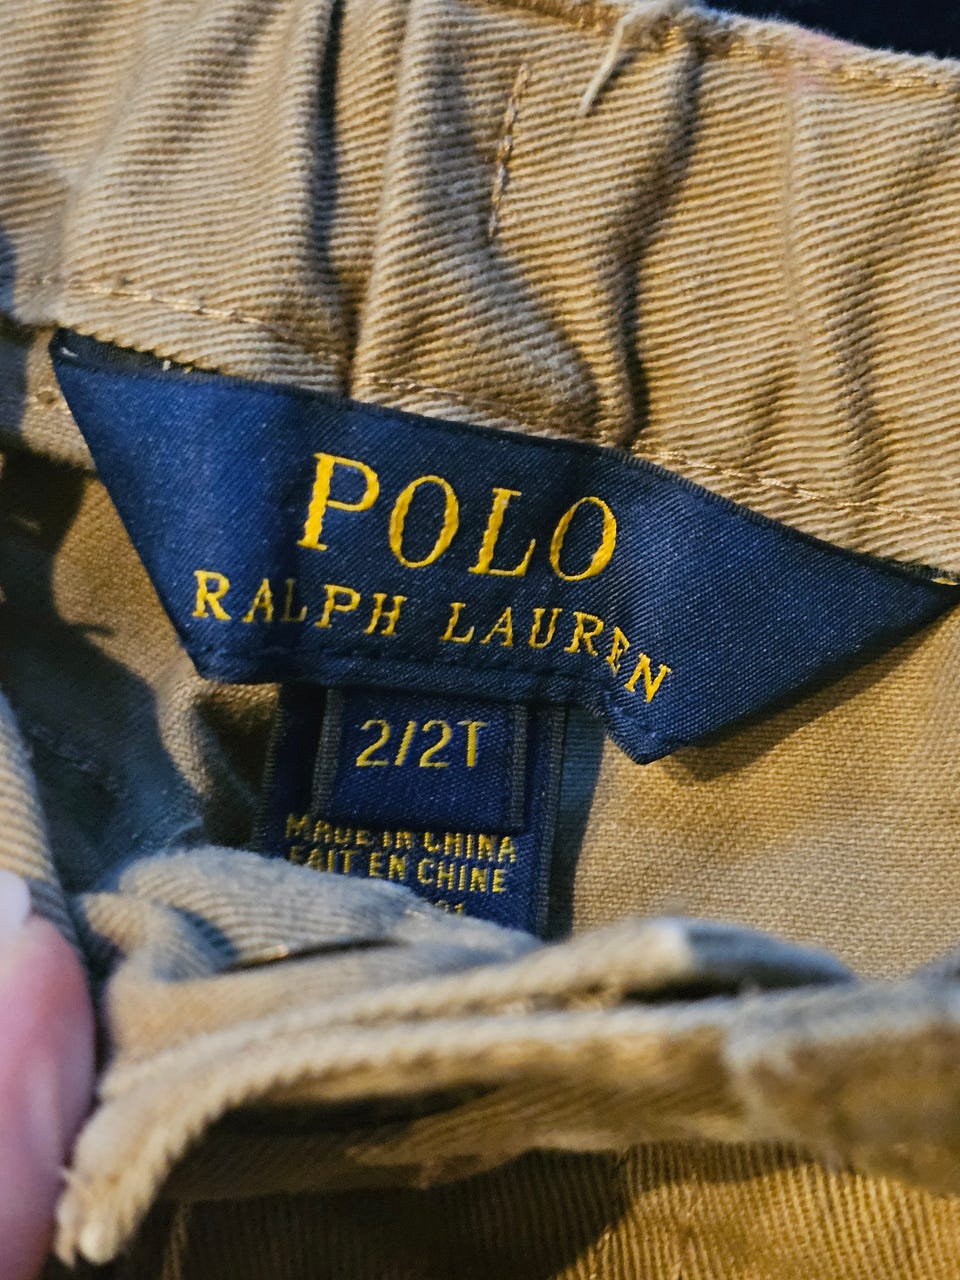 POLO
RALPH LAUREN
2/2T
MADE IN CHINA
FAIT EN CHINE